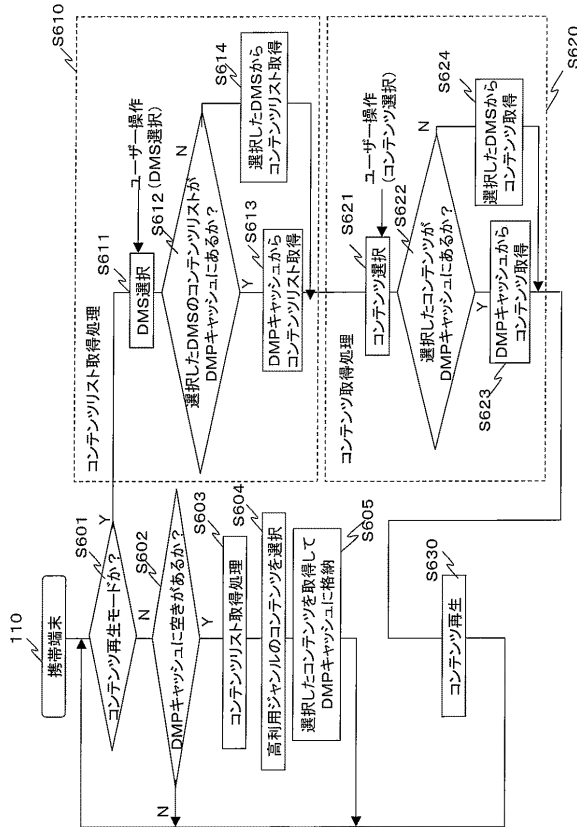 110
携帯端末
S601
コンテンツ再生モードか？
Y
N
S602
DMPキャッシュに空きがあるか？
N
Y
S603
コンテンツリスト取得処理
S604
高利用ジャンルのコンテンツを選択
S605
選択したコンテンツを取得して
DMPキャッシュに格納
S630
コンテンツ再生
S610
コンテンツリスト取得処理
S611
DMS選択
ユーザー操作
(DMS選択)
S612
選択したDMSのコンテンツリストが
DMPキャッシュにあるか？
N
Y
S613
DMPキャッシュから
コンテンツリスト取得
S614
選択したDMSから
コンテンツリスト取得
S620
コンテンツ取得処理
S621
コンテンツ選択
ユーザー操作
(コンテンツ選択)
S622
選択したコンテンツが
DMPキャッシュにあるか？
N
Y
S623
DMPキャッシュから
コンテンツ取得
S624
選択したDMSから
コンテンツ取得